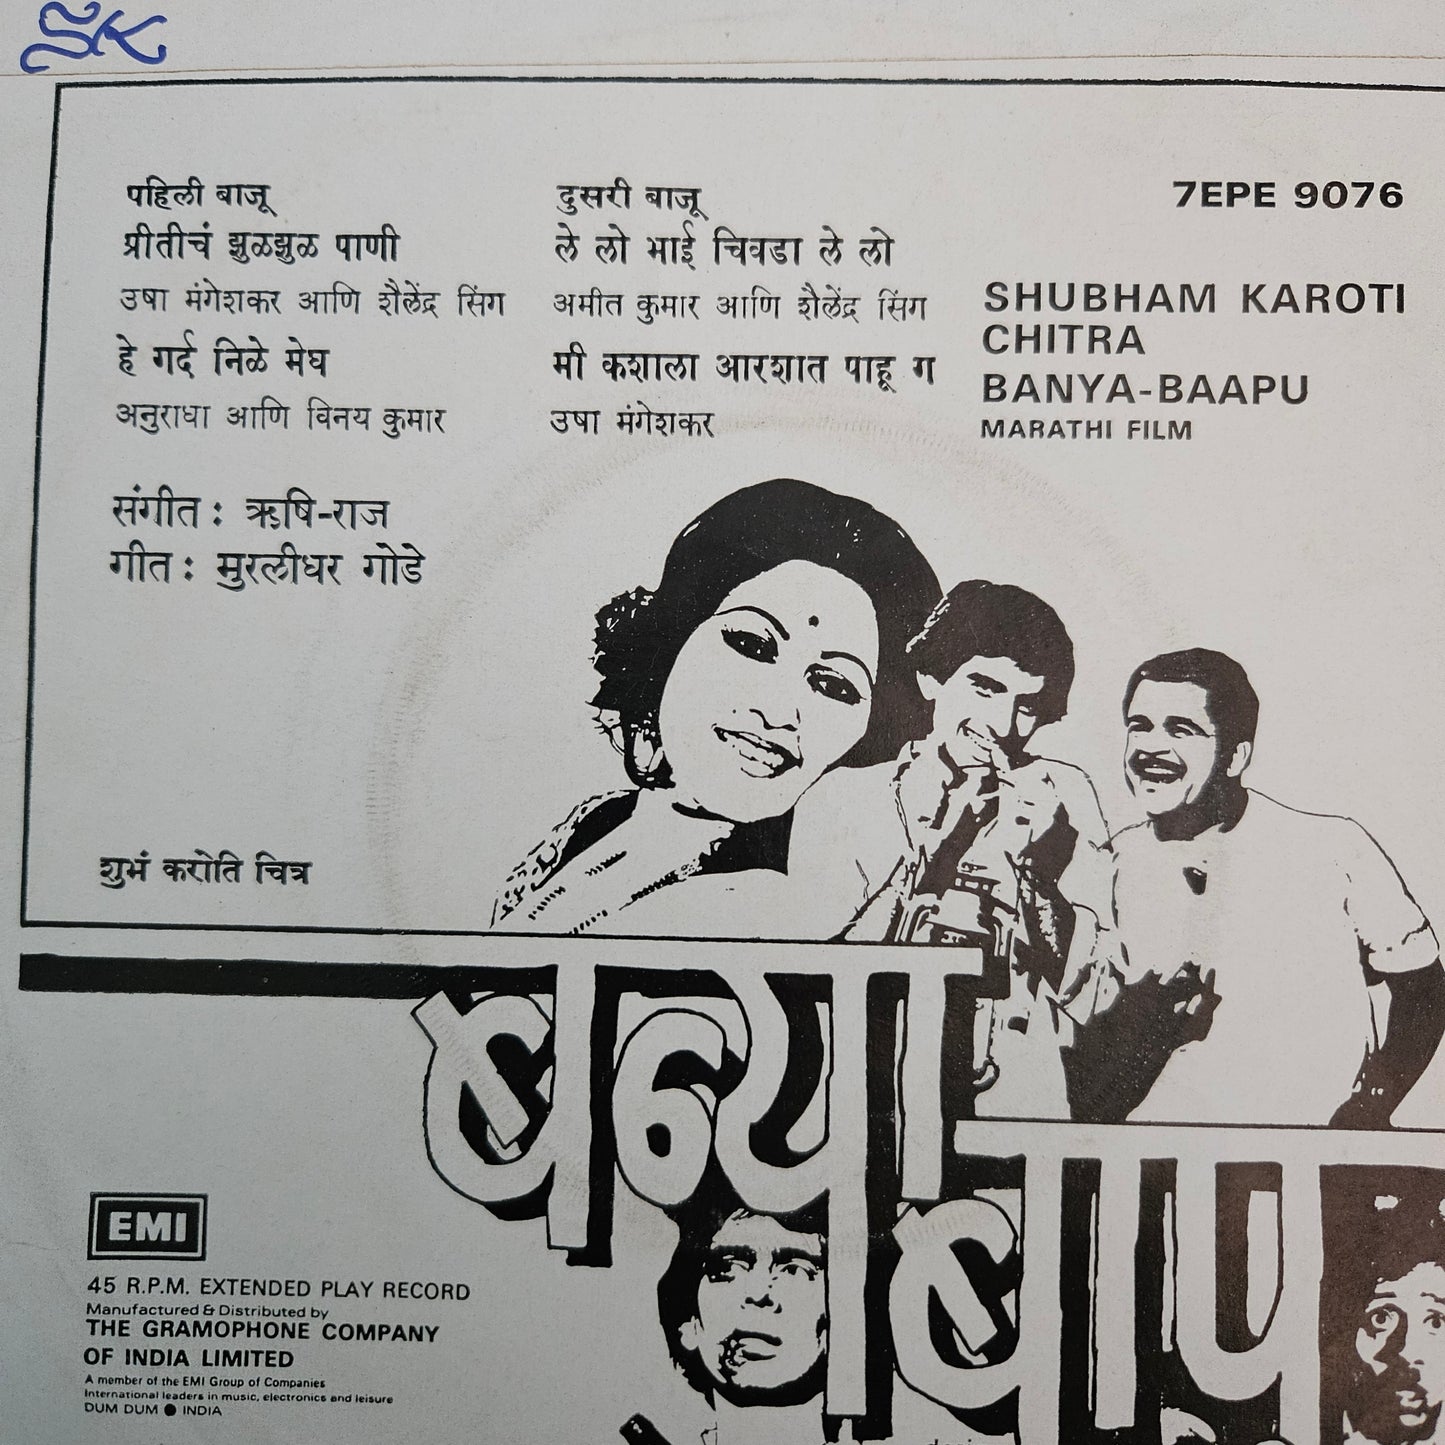 SK
पहिली बाजू
प्रीतीचं झुळझुळ पाणी
उषा मंगेशकर आणि शैलेंद्र सिंग
हे गर्द निळे मेघ
अनुराधा आणि विनय कुमार
संगीत : ऋषि-राज
गीत : मुरलीधर गोडे
दुसरी बाजू
ले लो भाई चिवडा ले लो
अमीत कुमार आणि शैलेंद्र सिंग
मी कशाला आरशात पाहू ग
उषा मंगेशकर
7EPE 9076
SHUBHAM KAROTI
CHITRA
BANYA-BAAPU
MARATHI FILM
शुभं करोति चित्र
बन्या
बापु
EMI
45 R.P.M. EXTENDED PLAY RECORD
Manufactured & Distributed by
THE GRAMOPHONE COMPANY
OF INDIA LIMITED
A member of the EMI Group of Companies
International leaders in music, electronics and leisure
DUM DUM ● INDIA